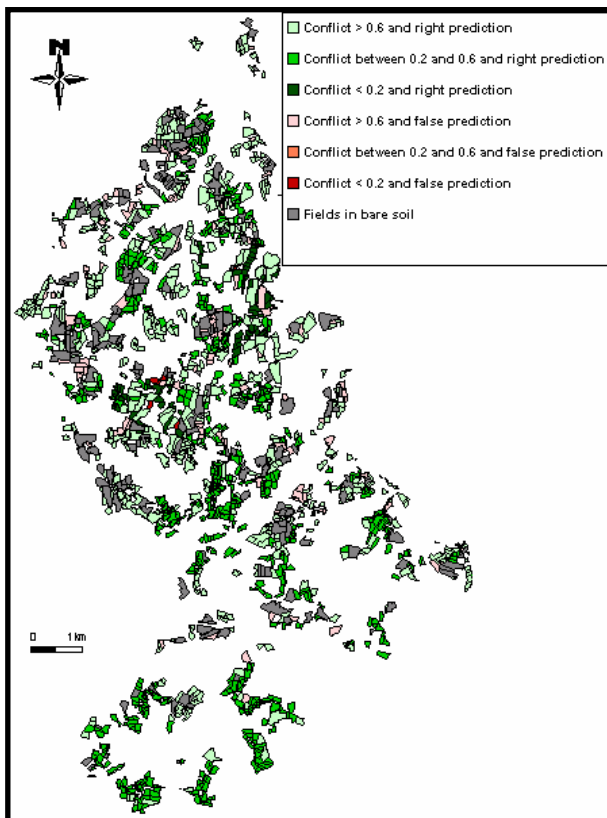 N
Conflict > 0.6 and right prediction
Conflict between 0.2 and 0.6 and right prediction
Conflict < 0.2 and right prediction
Conflict > 0.6 and false prediction
Conflict between 0.2 and 0.6 and false prediction
Conflict < 0.2 and false prediction
Fields in bare soil
0 1 km